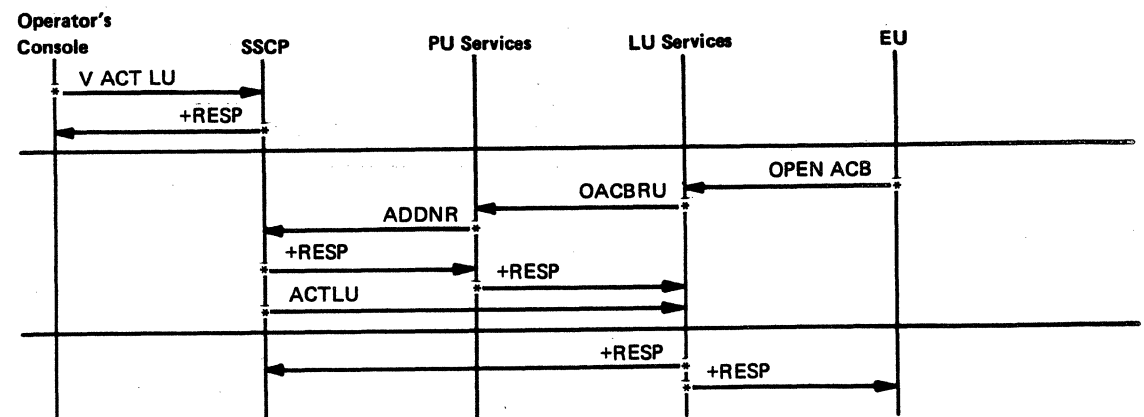 Operator's
Console
SSCP
PU Services
LU Services
EU
V ACT LU
+RESP
OPEN ACB
OACBRU
ADDNR
+RESP
+RESP
ACTLU
+RESP
+RESP